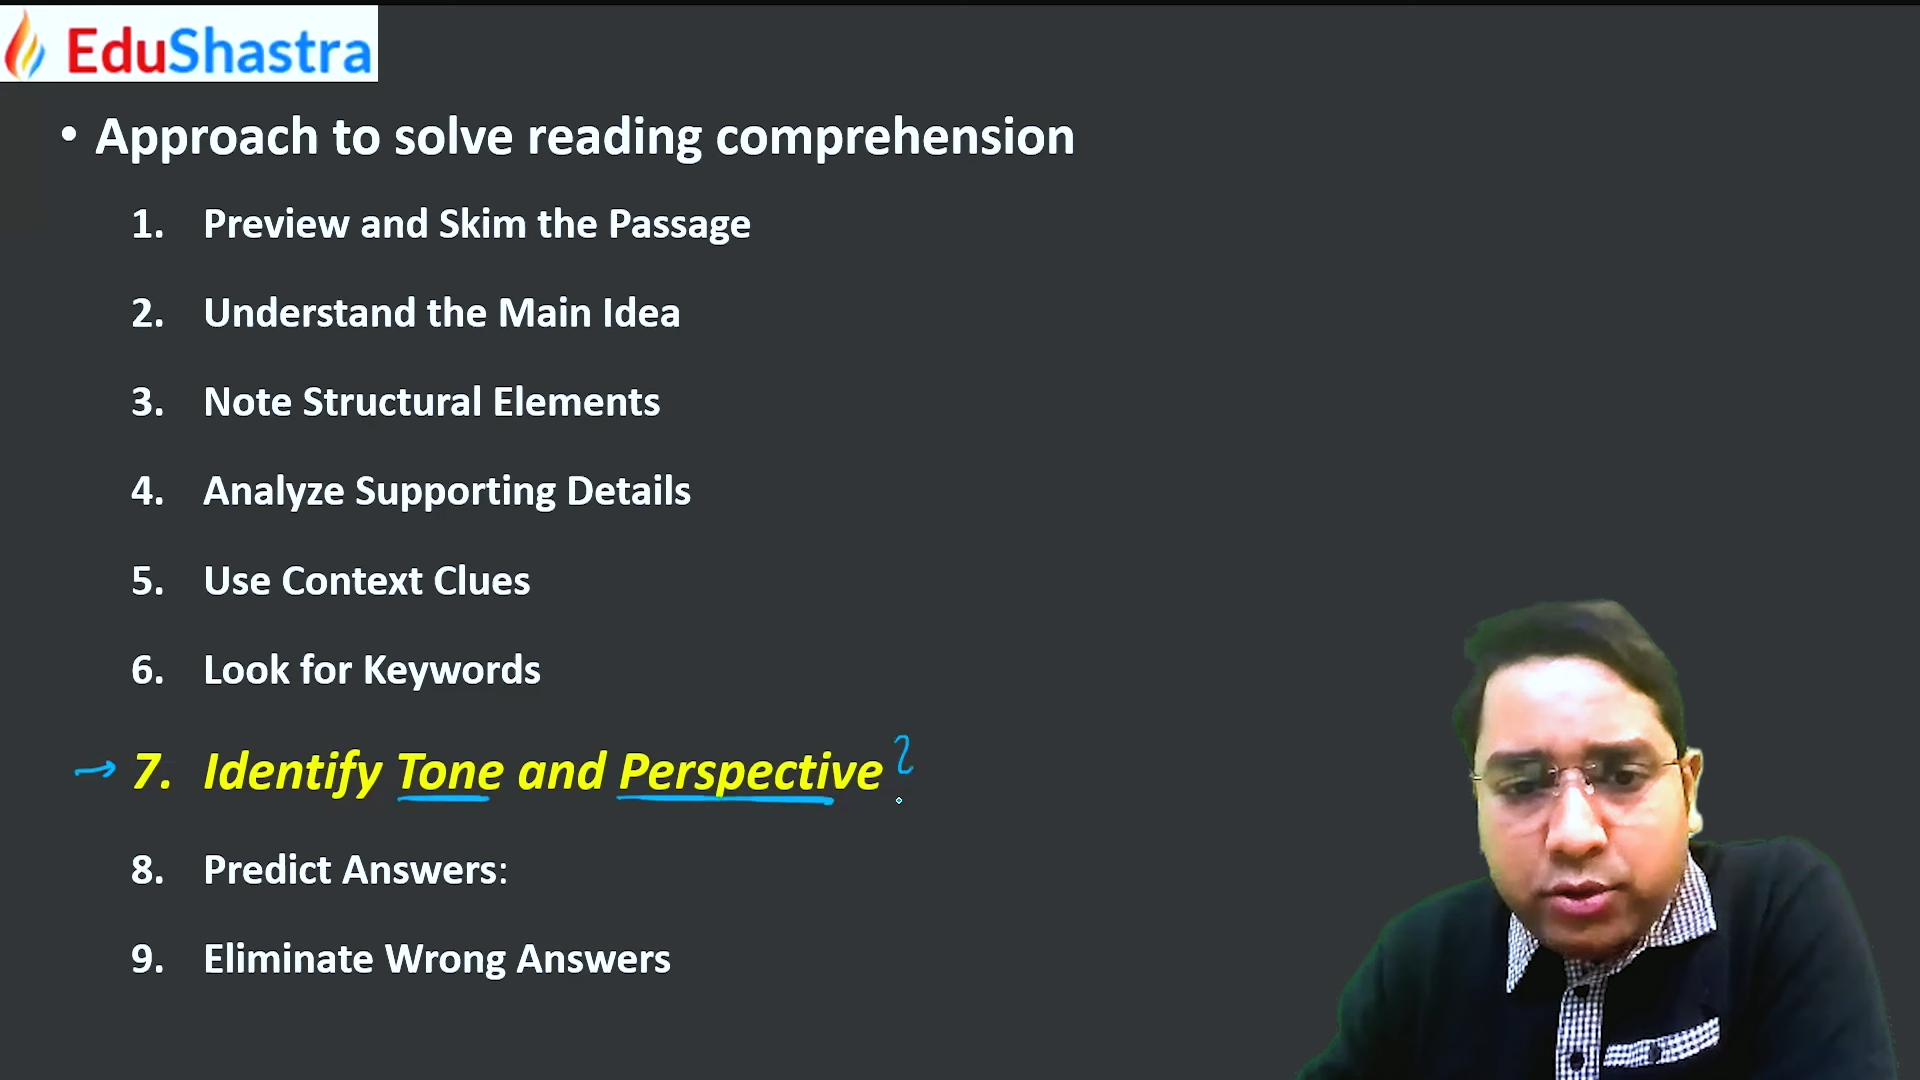 EduShastra
• Approach to solve reading comprehension
1. Preview and Skim the Passage
2. Understand the Main Idea
3. Note Structural Elements
4. Analyze Supporting Details
5. Use Context Clues
6. Look for Keywords
→ 7. Identify Tone and Perspective ?
8. Predict Answers:
9. Eliminate Wrong Answers